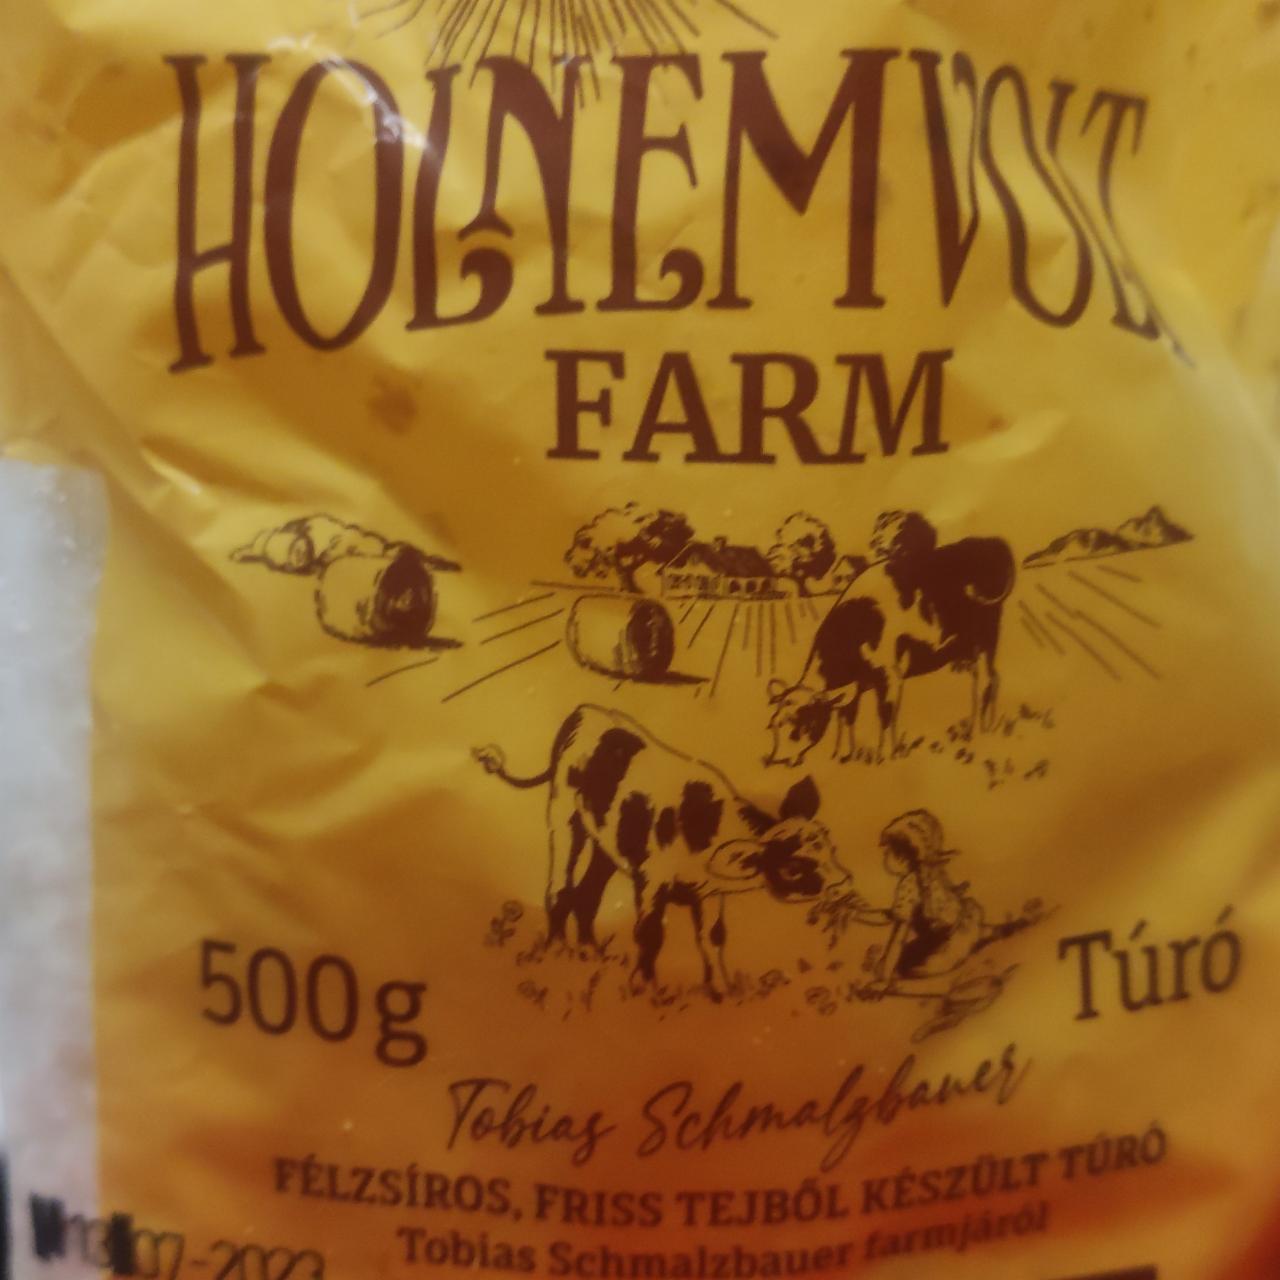 HOLNEMVOLT
FARM
500g
Túró
Tobias Schmalzbauer
FÉLZSÍROS, FRISS TEJBŐL KÉSZÜLT TÚRÓ
Tobias Schmalzbauer farmjáról